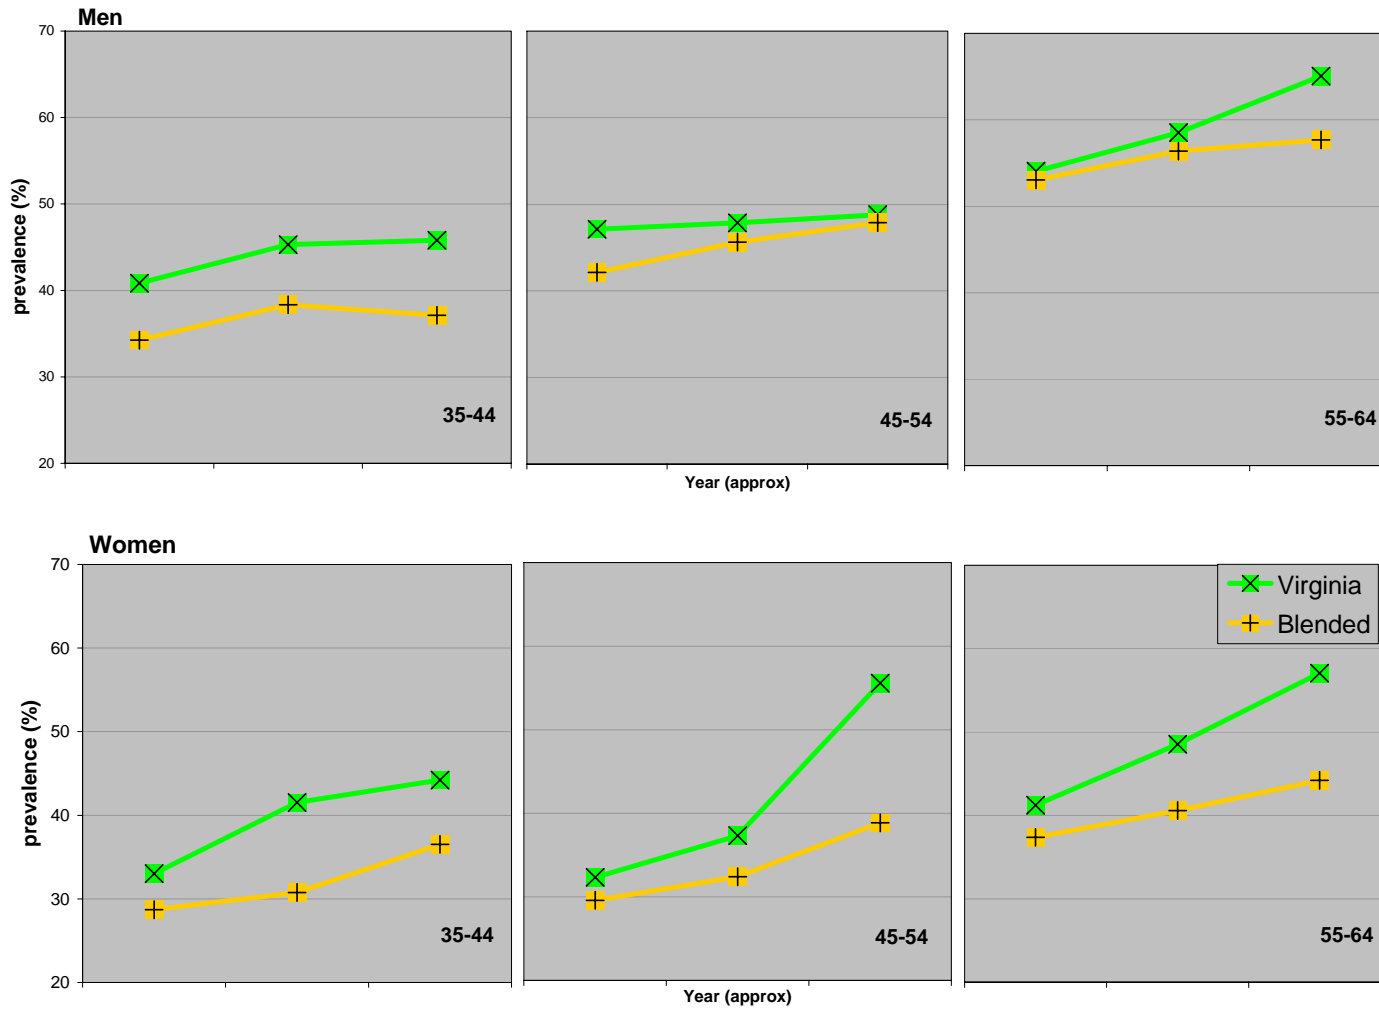 Men
prevalence (%)
70
60
50
40
30
20
35-44
45-54
55-64
Year (approx)
Women
prevalence (%)
70
60
50
40
30
20
Virginia
Blended
35-44
45-54
55-64
Year (approx)